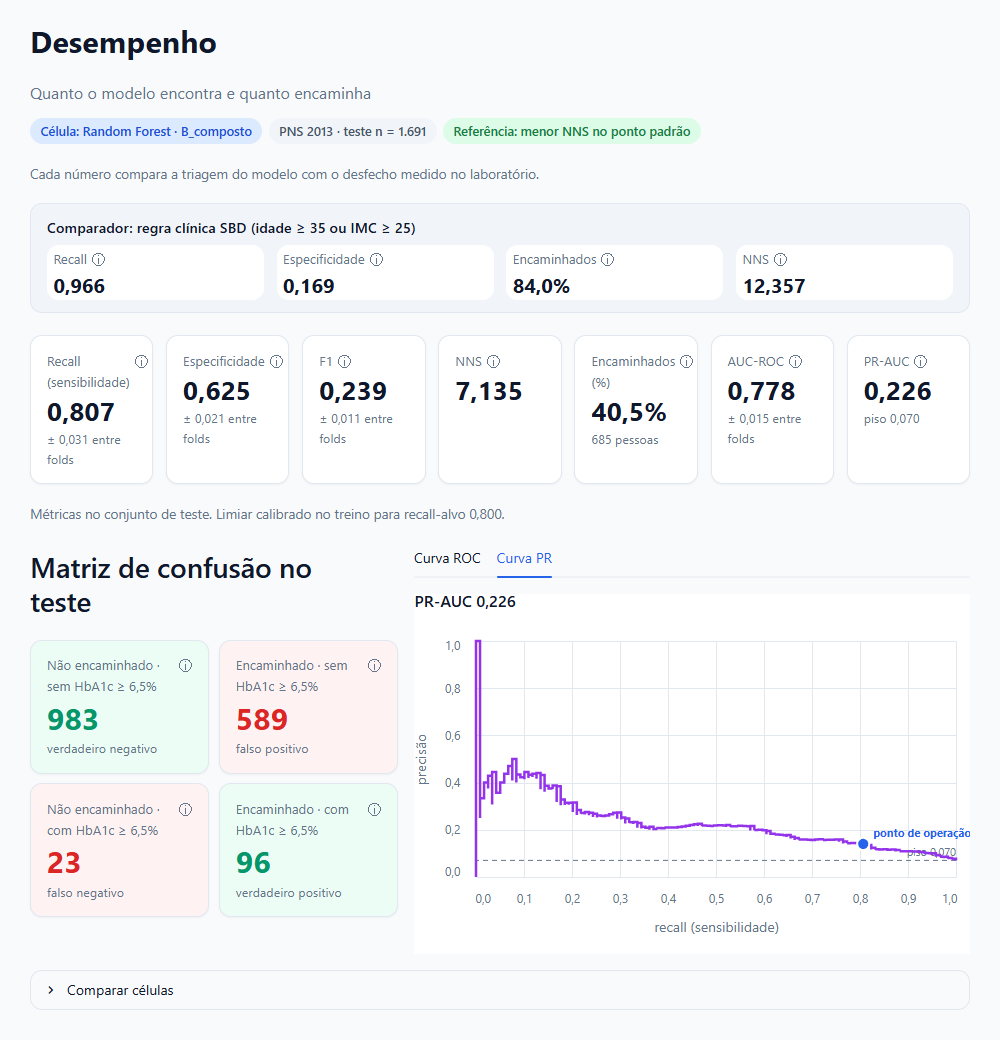 Desempenho
Quanto o modelo encontra e quanto encaminha
Célula: Random Forest · B_composto
PNS 2013 · teste n = 1.691
Referência: menor NNS no ponto padrão
Cada número compara a triagem do modelo com o desfecho medido no laboratório.
Comparador: regra clínica SBD (idade ≥ 35 ou IMC ≥ 25)
Recall ⓘ
0,966
Especificidade ⓘ
0,169
Encaminhados ⓘ
84,0%
NNS ⓘ
12,357
Recall ⓘ
(sensibilidade)
0,807
± 0,031 entre
folds
Especificidade ⓘ
0,625
± 0,021 entre
folds
F1 ⓘ
0,239
± 0,011 entre
folds
NNS ⓘ
7,135
Encaminhados ⓘ
(%)
40,5%
685 pessoas
AUC-ROC ⓘ
0,778
± 0,015 entre
folds
PR-AUC ⓘ
0,226
piso 0,070
Métricas no conjunto de teste. Limiar calibrado no treino para recall-alvo 0,800.
Matriz de confusão no
teste
Não encaminhado · ⓘ
sem HbA1c ≥ 6,5%
983
verdadeiro negativo
Encaminhado · sem ⓘ
HbA1c ≥ 6,5%
589
falso positivo
Não encaminhado · ⓘ
com HbA1c ≥ 6,5%
23
falso negativo
Encaminhado · com ⓘ
HbA1c ≥ 6,5%
96
verdadeiro positivo
Curva ROC
Curva PR
PR-AUC 0,226
precisão
1,0
0,8
0,6
0,4
0,2
0,0
ponto de operação
piso 0,070
0,0 0,1 0,2 0,3 0,4 0,5 0,6 0,7 0,8 0,9 1,0
recall (sensibilidade)
Comparar células